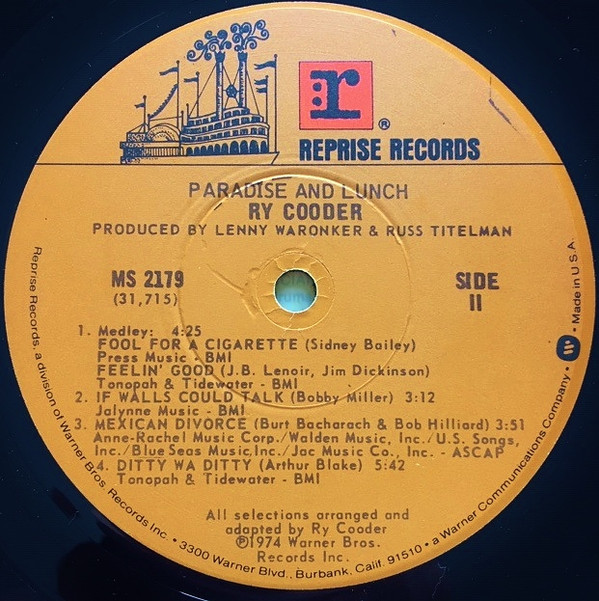 r
®
REPRISE RECORDS
PARADISE AND LUNCH
RY COODER
PRODUCED BY LENNY WARONKER & RUSS TITELMAN
MS 2179
(31,715)
SIDE
II
1. Medley: 4:25
FOOL FOR A CIGARETTE (Sidney Bailey)
Press Music - BMI
FEELIN' GOOD (J.B. Lenoir, Jim Dickinson)
Tonopah & Tidewater - BMI
2. IF WALLS COULD TALK (Bobby Miller) 3:12
Jalynne Music - BMI
3. MEXICAN DIVORCE (Burt Bacharach & Bob Hilliard) 3:51
Anne-Rachel Music Corp./Walden Music, Inc./U.S. Songs,
Inc./Blue Seas Music,Inc./Jac Music Co., Inc. - ASCAP
4. DITTY WA DITTY (Arthur Blake) 5:42
Tonopah & Tidewater - BMI
All selections arranged and
adapted by Ry Cooder
℗1974 Warner Bros.
Records Inc.
Reprise Records, a division of Warner Bros. Records Inc. • 3300 Warner Blvd., Burbank, Calif. 91510 • a Warner Communications Company • W • Made in U.S.A.